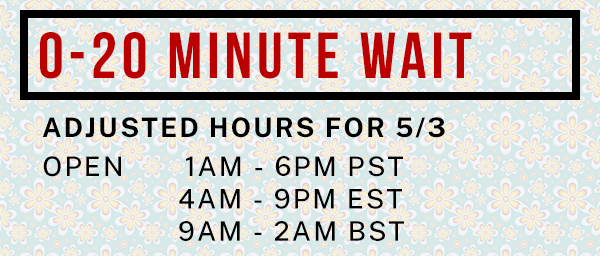 0-20 MINUTE WAIT
ADJUSTED HOURS FOR 5/3
OPEN 1AM - 6PM PST
4AM - 9PM EST
9AM - 2AM BST